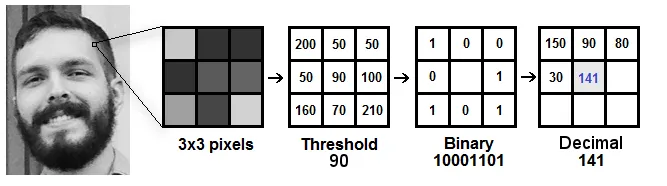 200 50 50
50 90 100
160 70 210
1 0 0
0 1
1 0 1
150 90 80
30 141
3x3 pixels
Threshold
90
Binary
10001101
Decimal
141